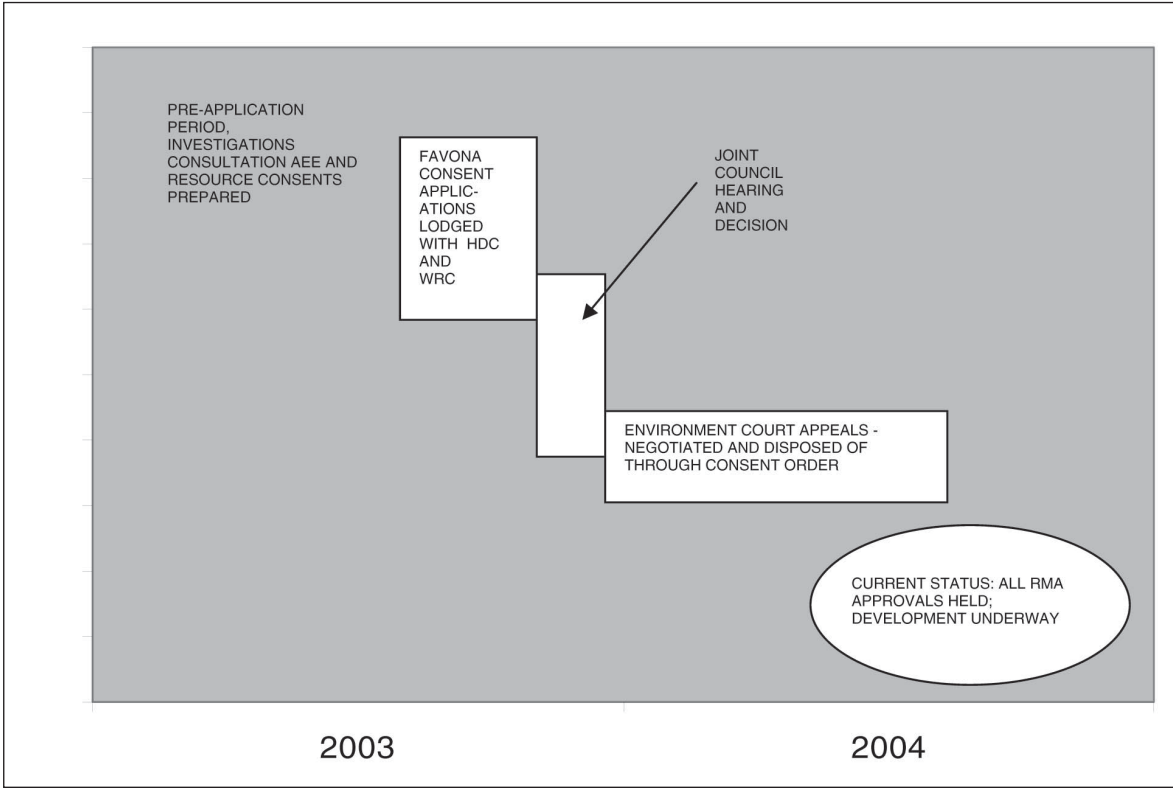 PRE-APPLICATION
PERIOD,
INVESTIGATIONS
CONSULTATION AEE AND
RESOURCE CONSENTS
PREPARED
FAVONA
CONSENT
APPLIC-
ATIONS
LODGED
WITH HDC
AND
WRC
JOINT
COUNCIL
HEARING
AND
DECISION
ENVIRONMENT COURT APPEALS -
NEGOTIATED AND DISPOSED OF
THROUGH CONSENT ORDER
CURRENT STATUS: ALL RMA
APPROVALS HELD;
DEVELOPMENT UNDERWAY
2003
2004